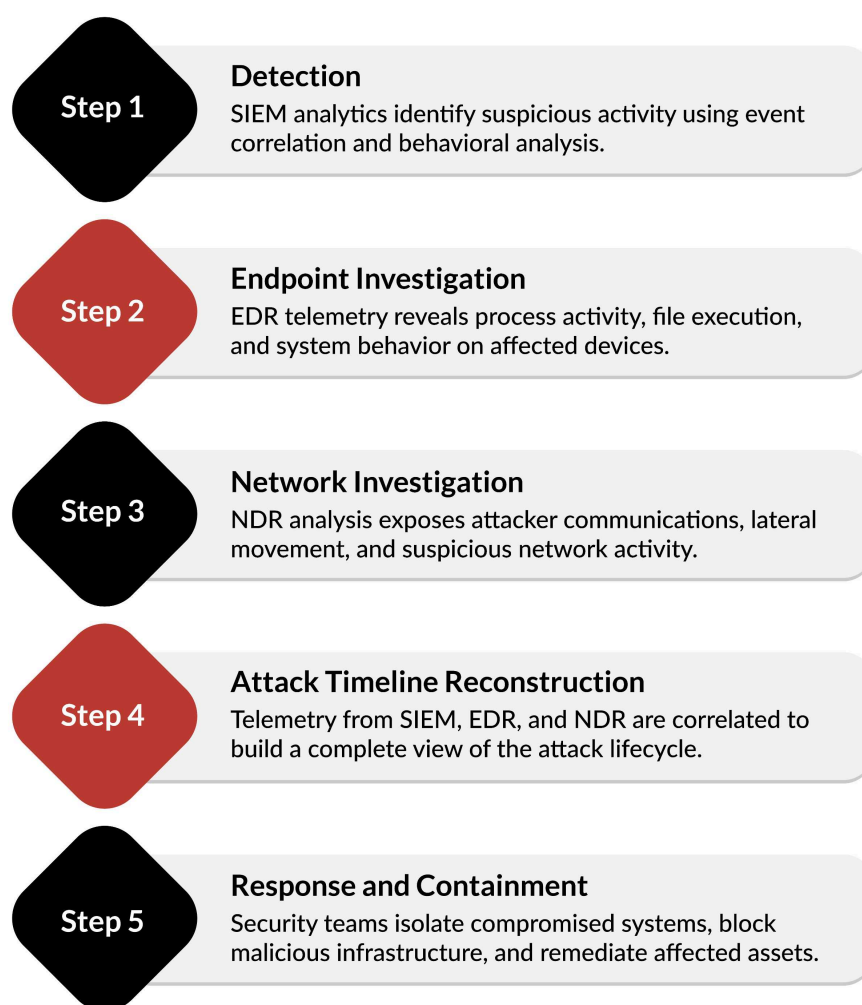 Step 1
Detection
SIEM analytics identify suspicious activity using event
correlation and behavioral analysis.
Step 2
Endpoint Investigation
EDR telemetry reveals process activity, file execution,
and system behavior on affected devices.
Step 3
Network Investigation
NDR analysis exposes attacker communications, lateral
movement, and suspicious network activity.
Step 4
Attack Timeline Reconstruction
Telemetry from SIEM, EDR, and NDR are correlated to
build a complete view of the attack lifecycle.
Step 5
Response and Containment
Security teams isolate compromised systems, block
malicious infrastructure, and remediate affected assets.